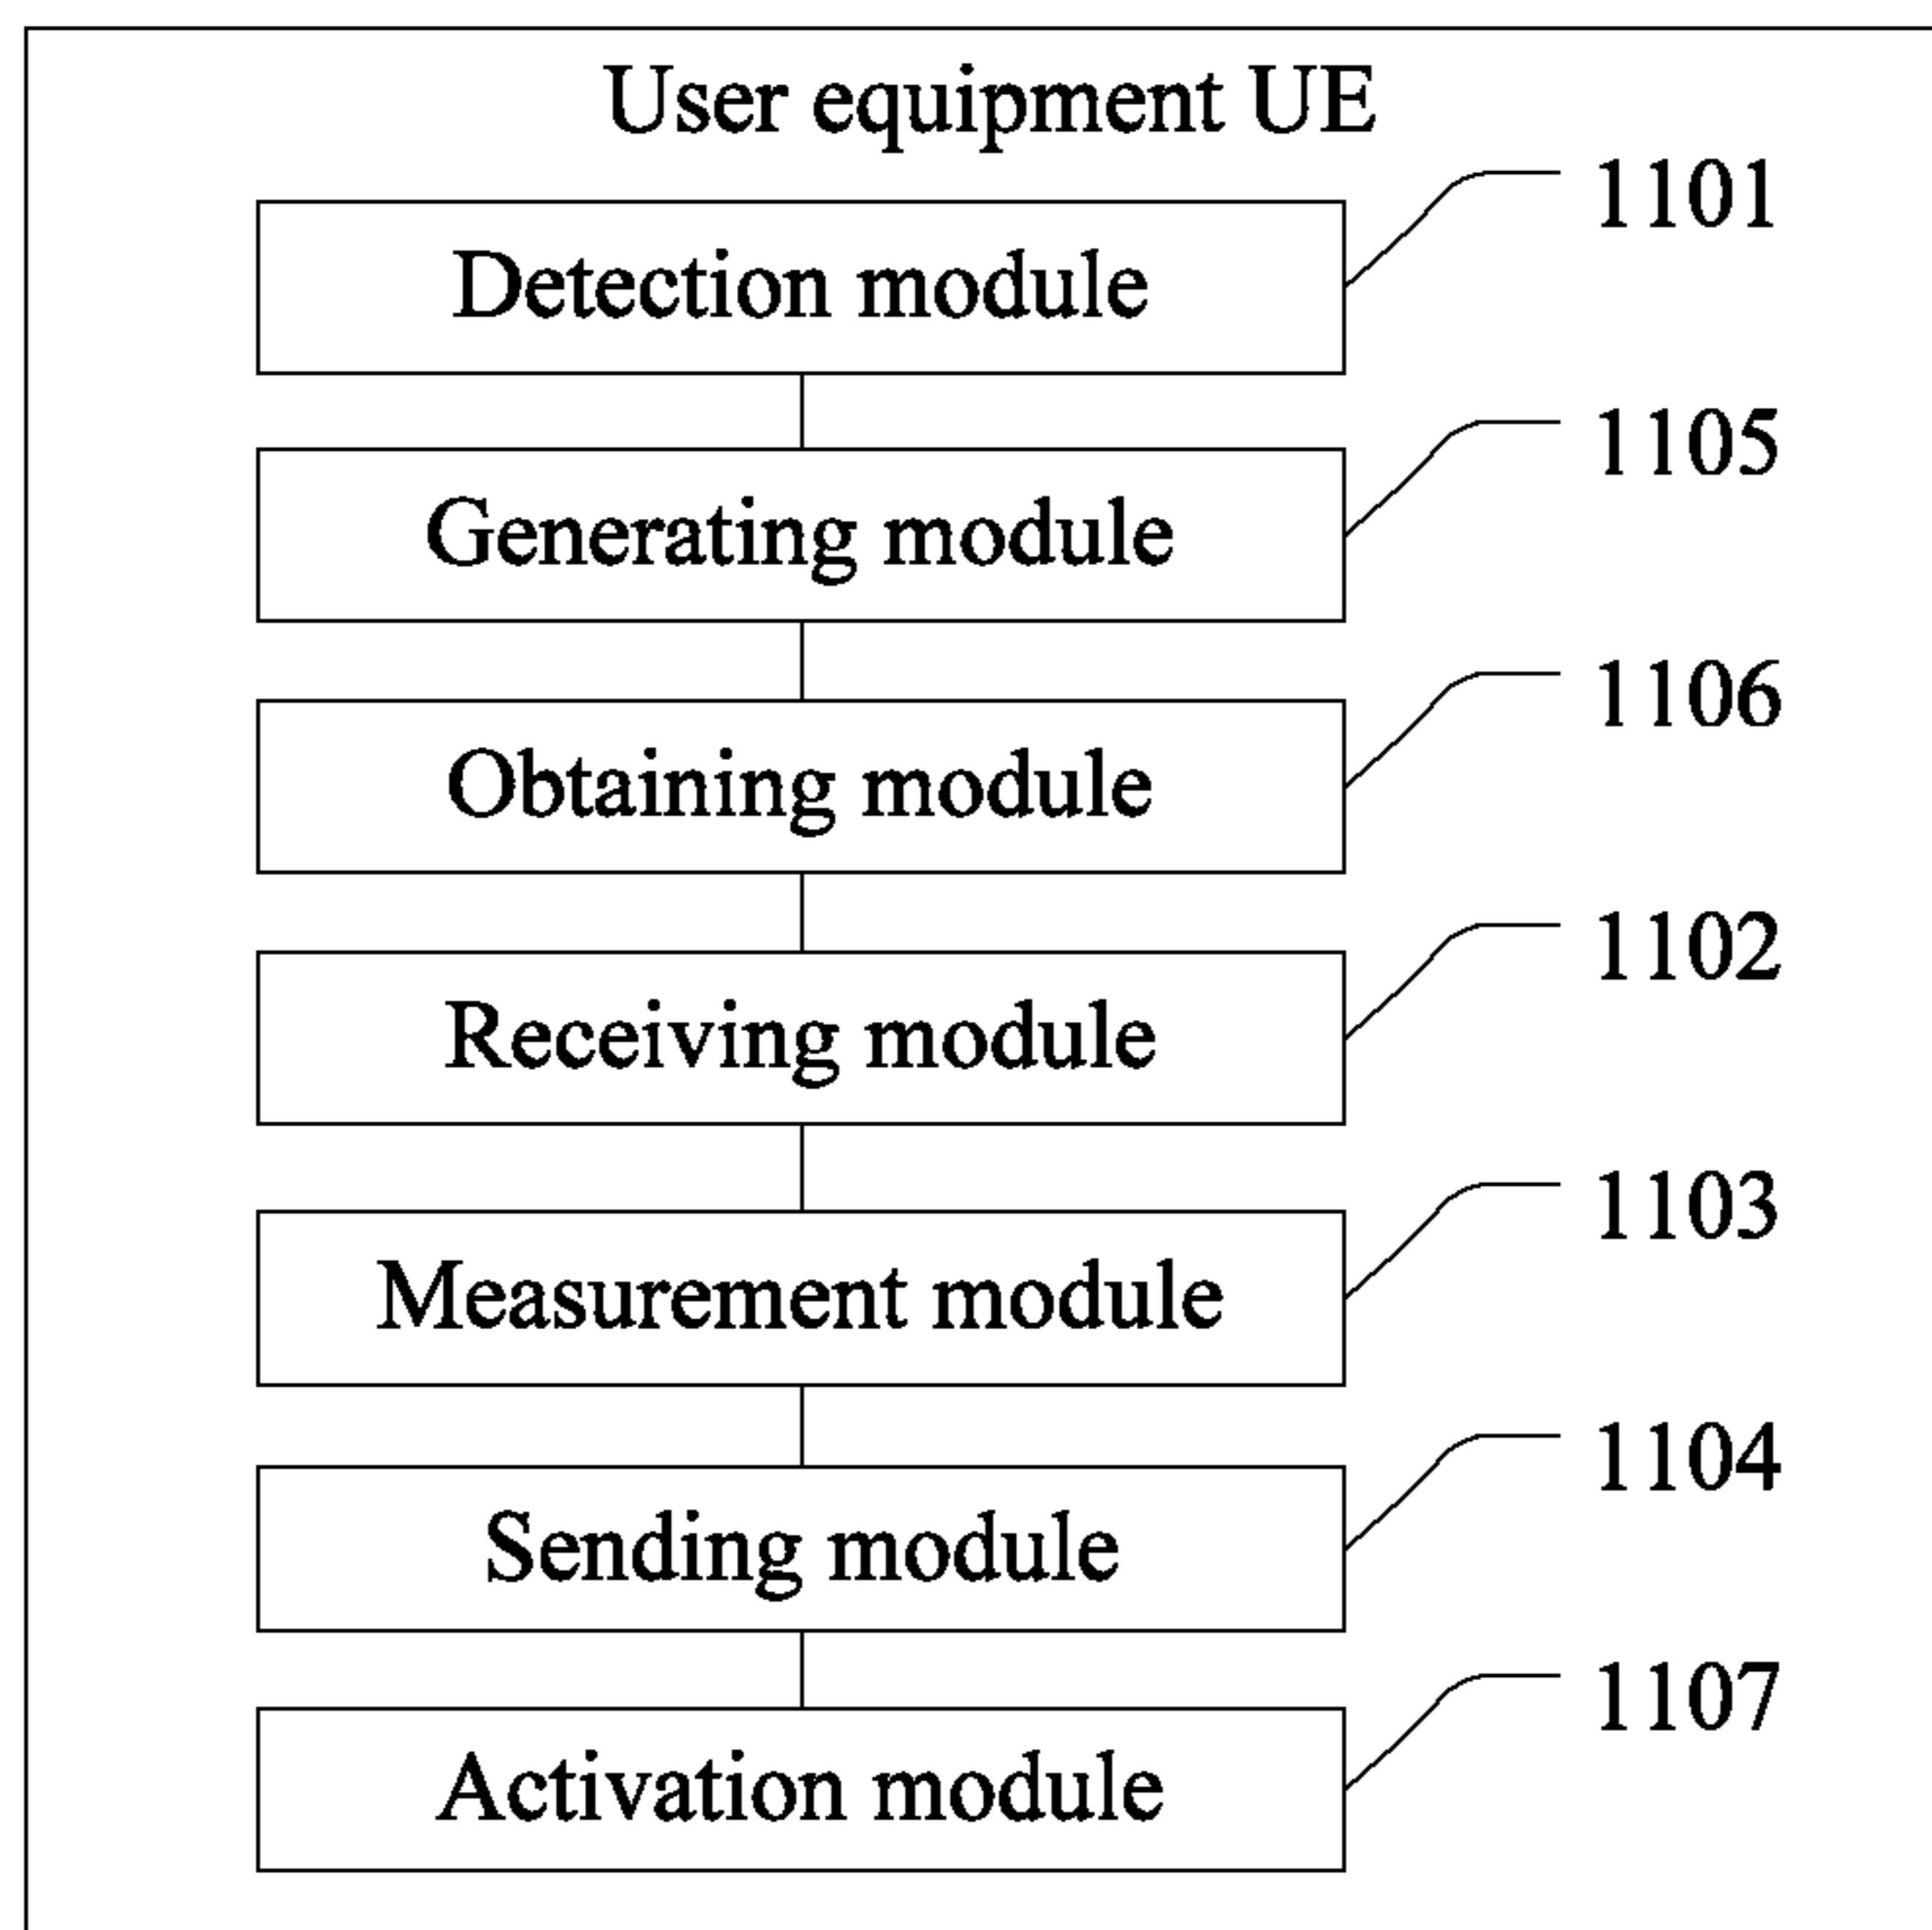 User equipment UE
1101
Detection module
1105
Generating module
1106
Obtaining module
1102
Receiving module
1103
Measurement module
1104
Sending module
1107
Activation module